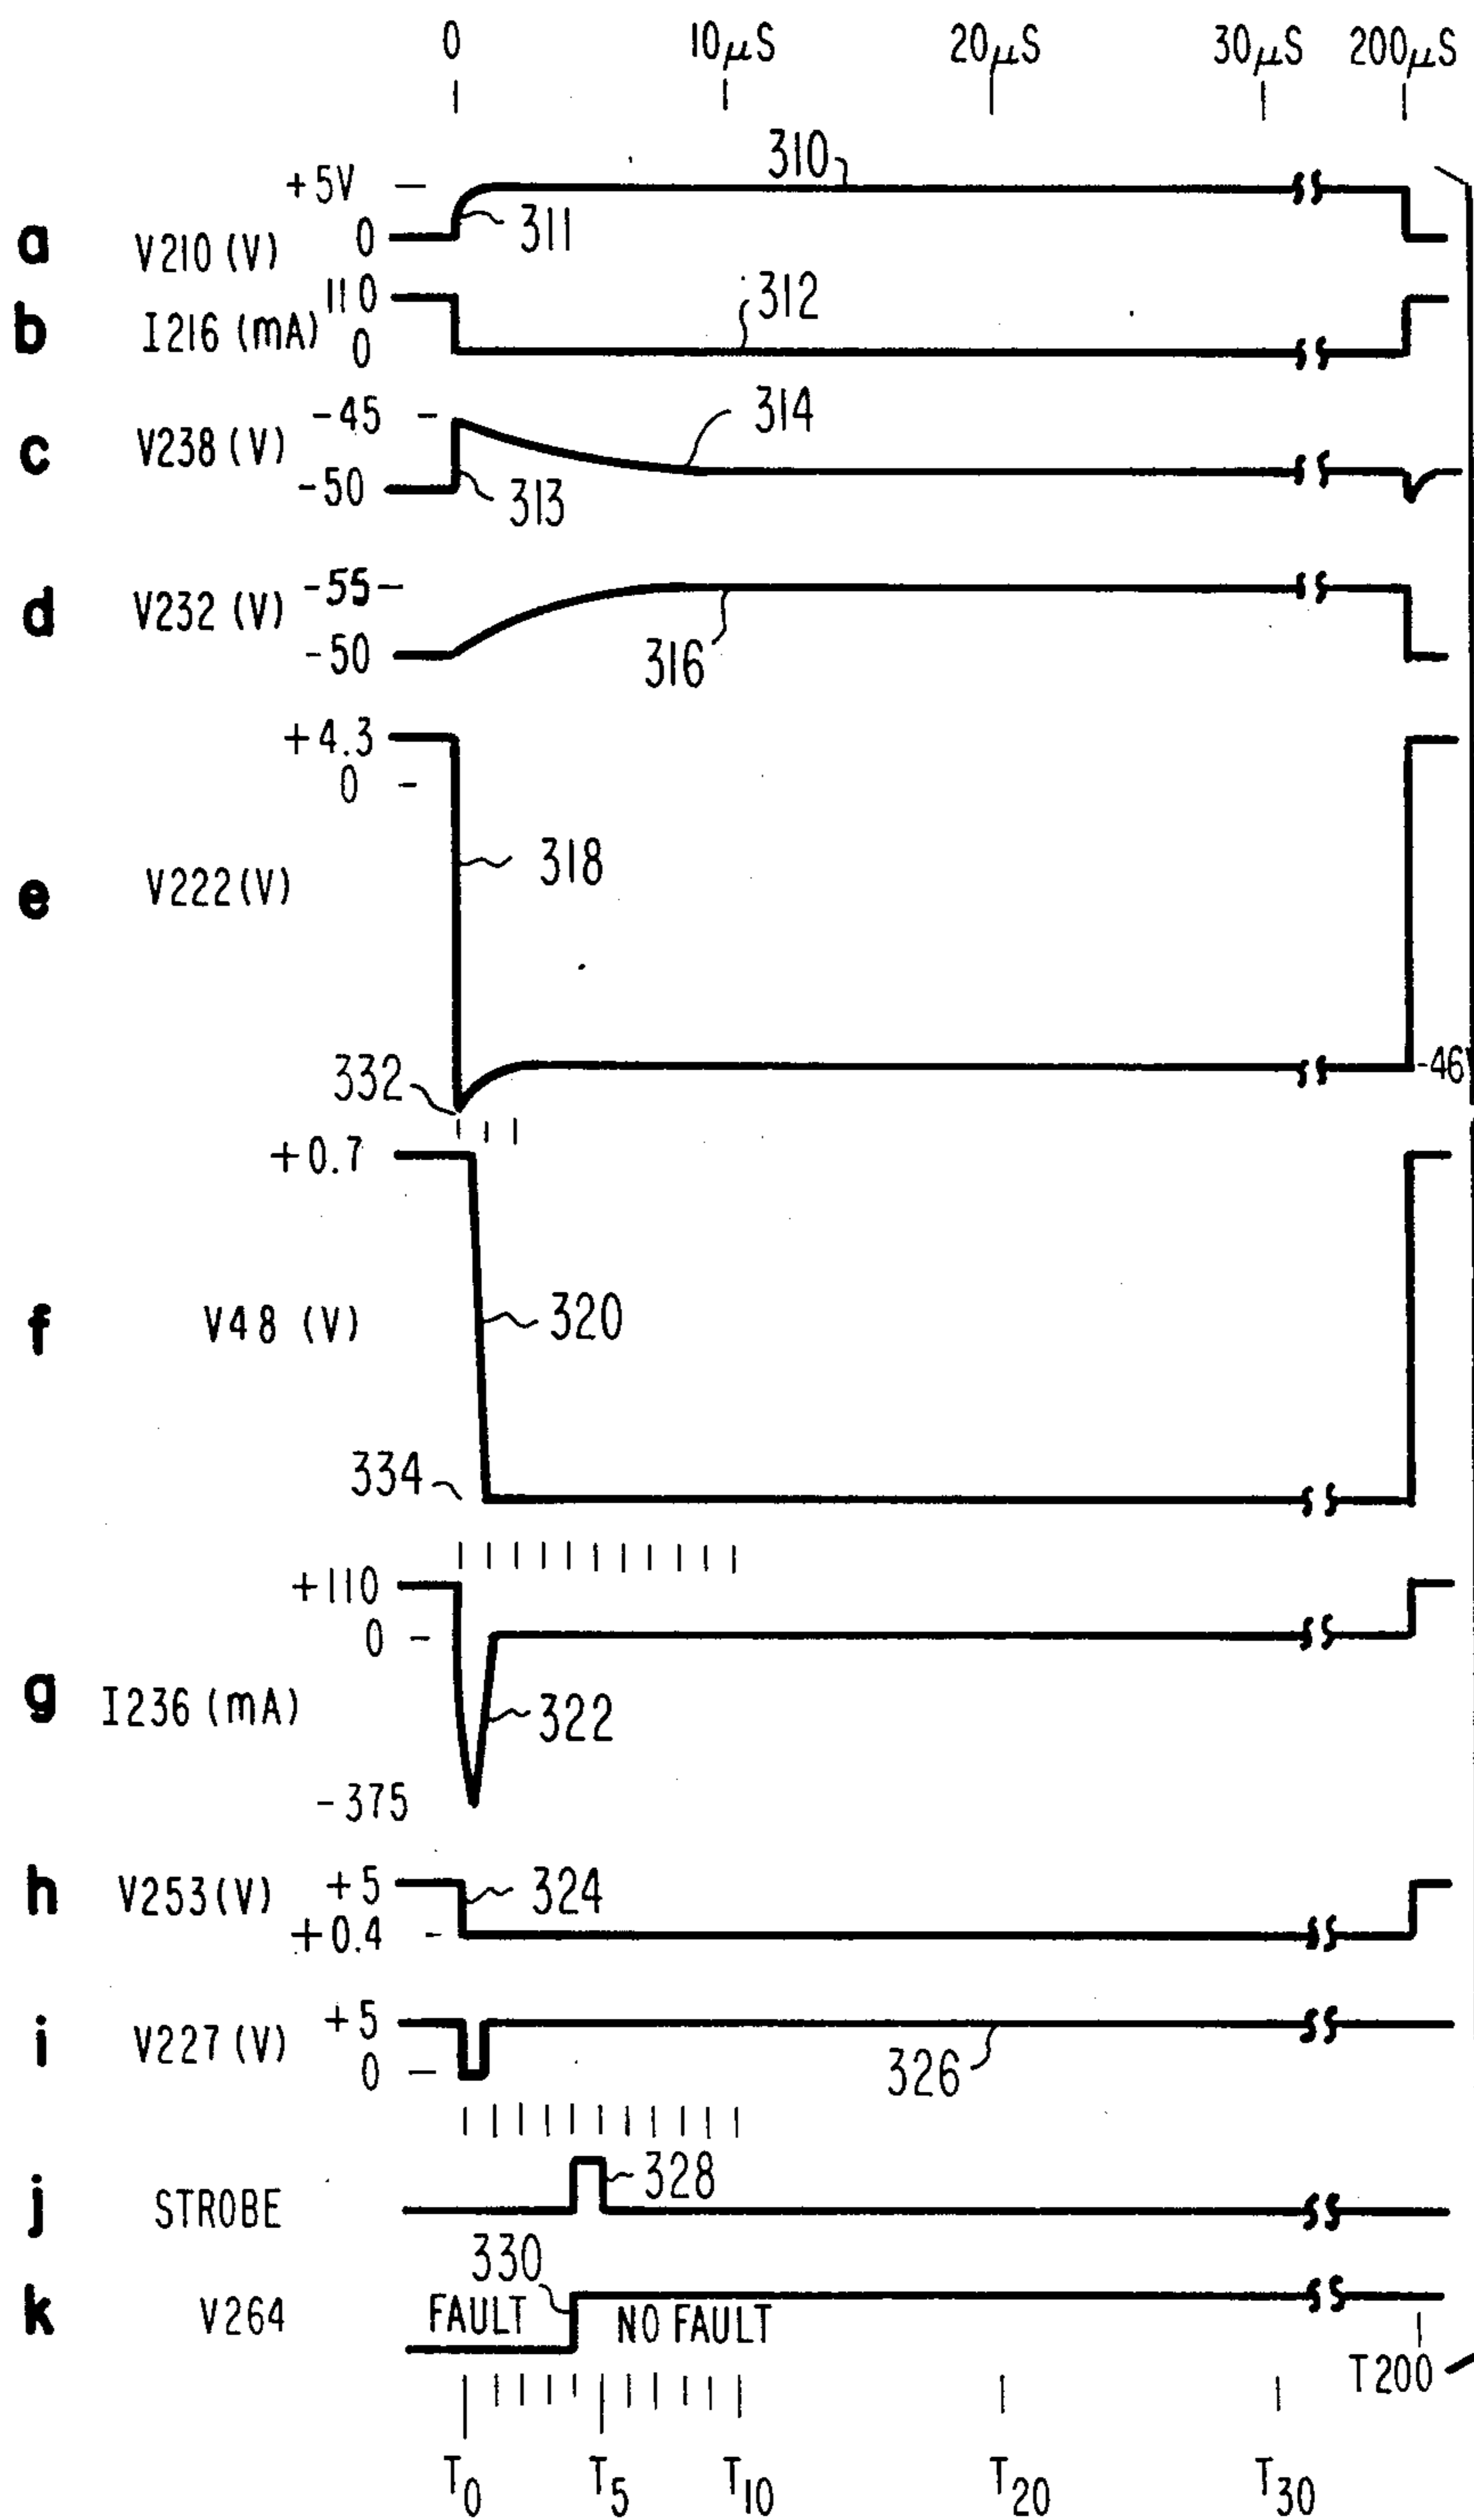 0 10µS 20µS 30µS 200µS
+5V
310
311
a V210 (V) 0
110
312
b I216 (mA) 0
-45
314
c V238 (V)
-50
313
-55
d V232 (V)
-50
316
+4.3
0
318
e V222(V)
332
-46V
+0.7
320
f V48 (V)
334
+110
0
g I236 (mA)
322
-375
h V253(V) +5
324
+0.4
i V227 (V) +5
0
326
328
j STROBE
330
k V264
FAULT NO FAULT
T200
T0 T5 T10 T20 T30